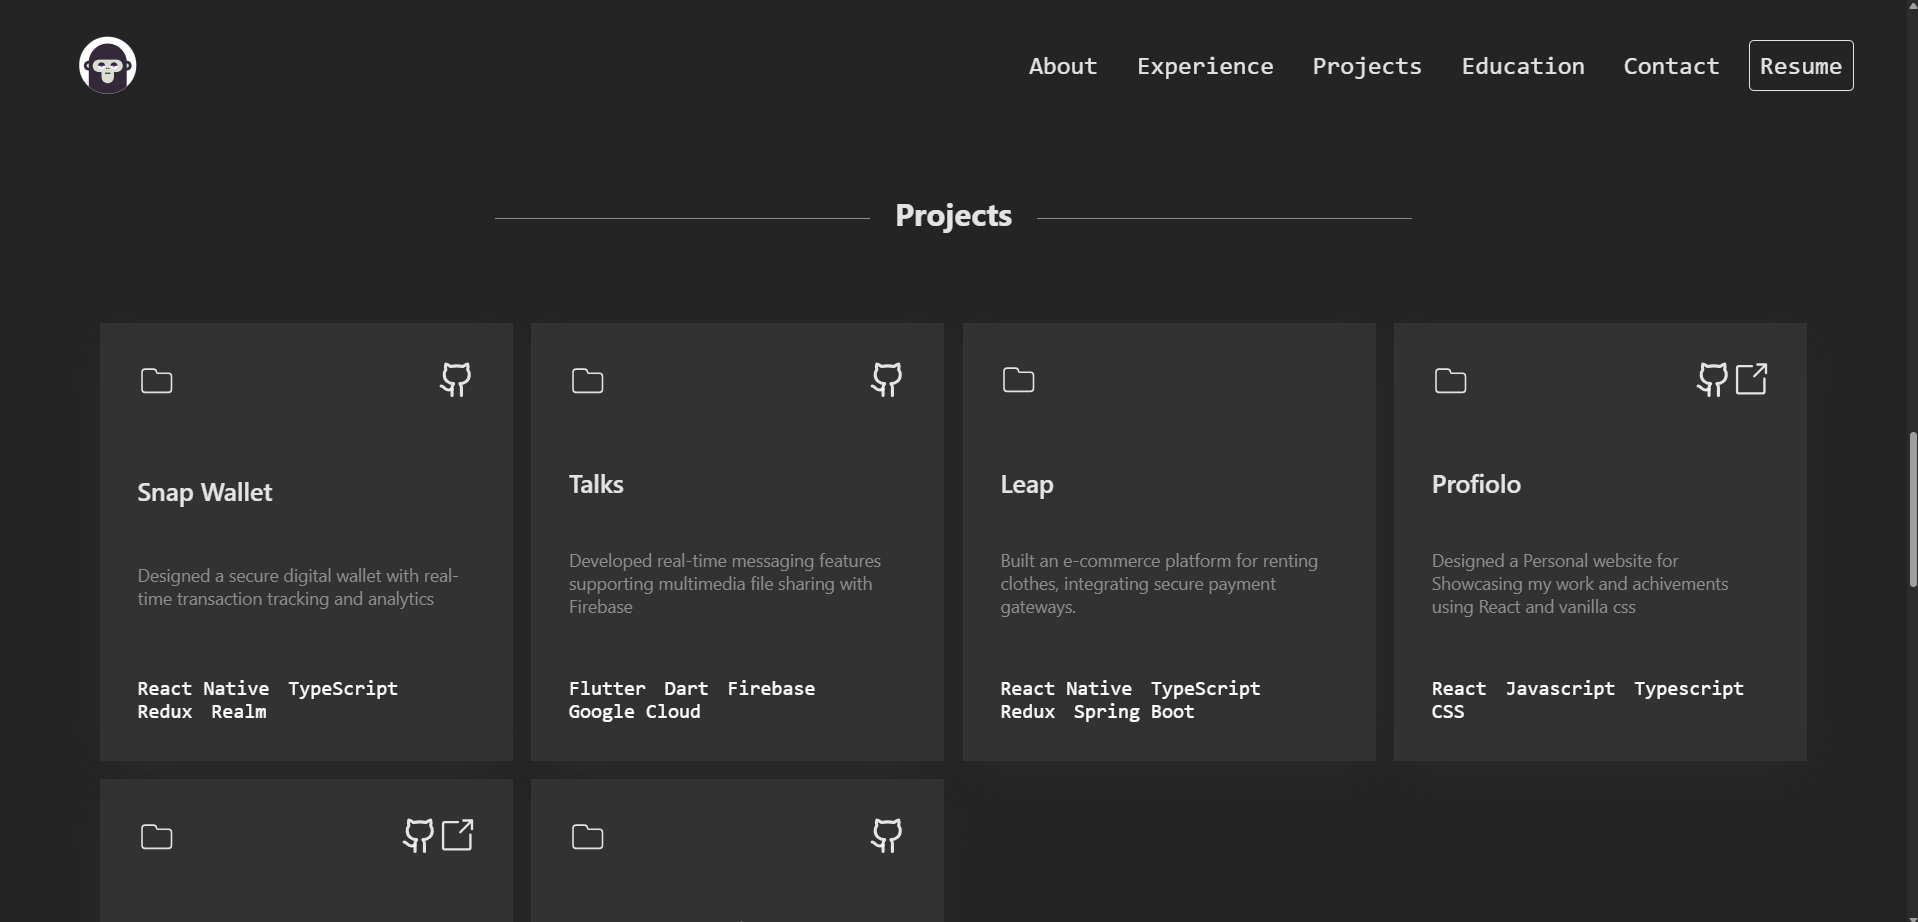 About Experience Projects Education Contact Resume
Projects
Snap Wallet
Designed a secure digital wallet with real-
time transaction tracking and analytics
React Native TypeScript
Redux Realm
Talks
Developed real-time messaging features
supporting multimedia file sharing with
Firebase
Flutter Dart Firebase
Google Cloud
Leap
Built an e-commerce platform for renting
clothes, integrating secure payment
gateways.
React Native TypeScript
Redux Spring Boot
Profiolo
Designed a Personal website for
Showcasing my work and achivements
using React and vanilla css
React Javascript Typescript
CSS